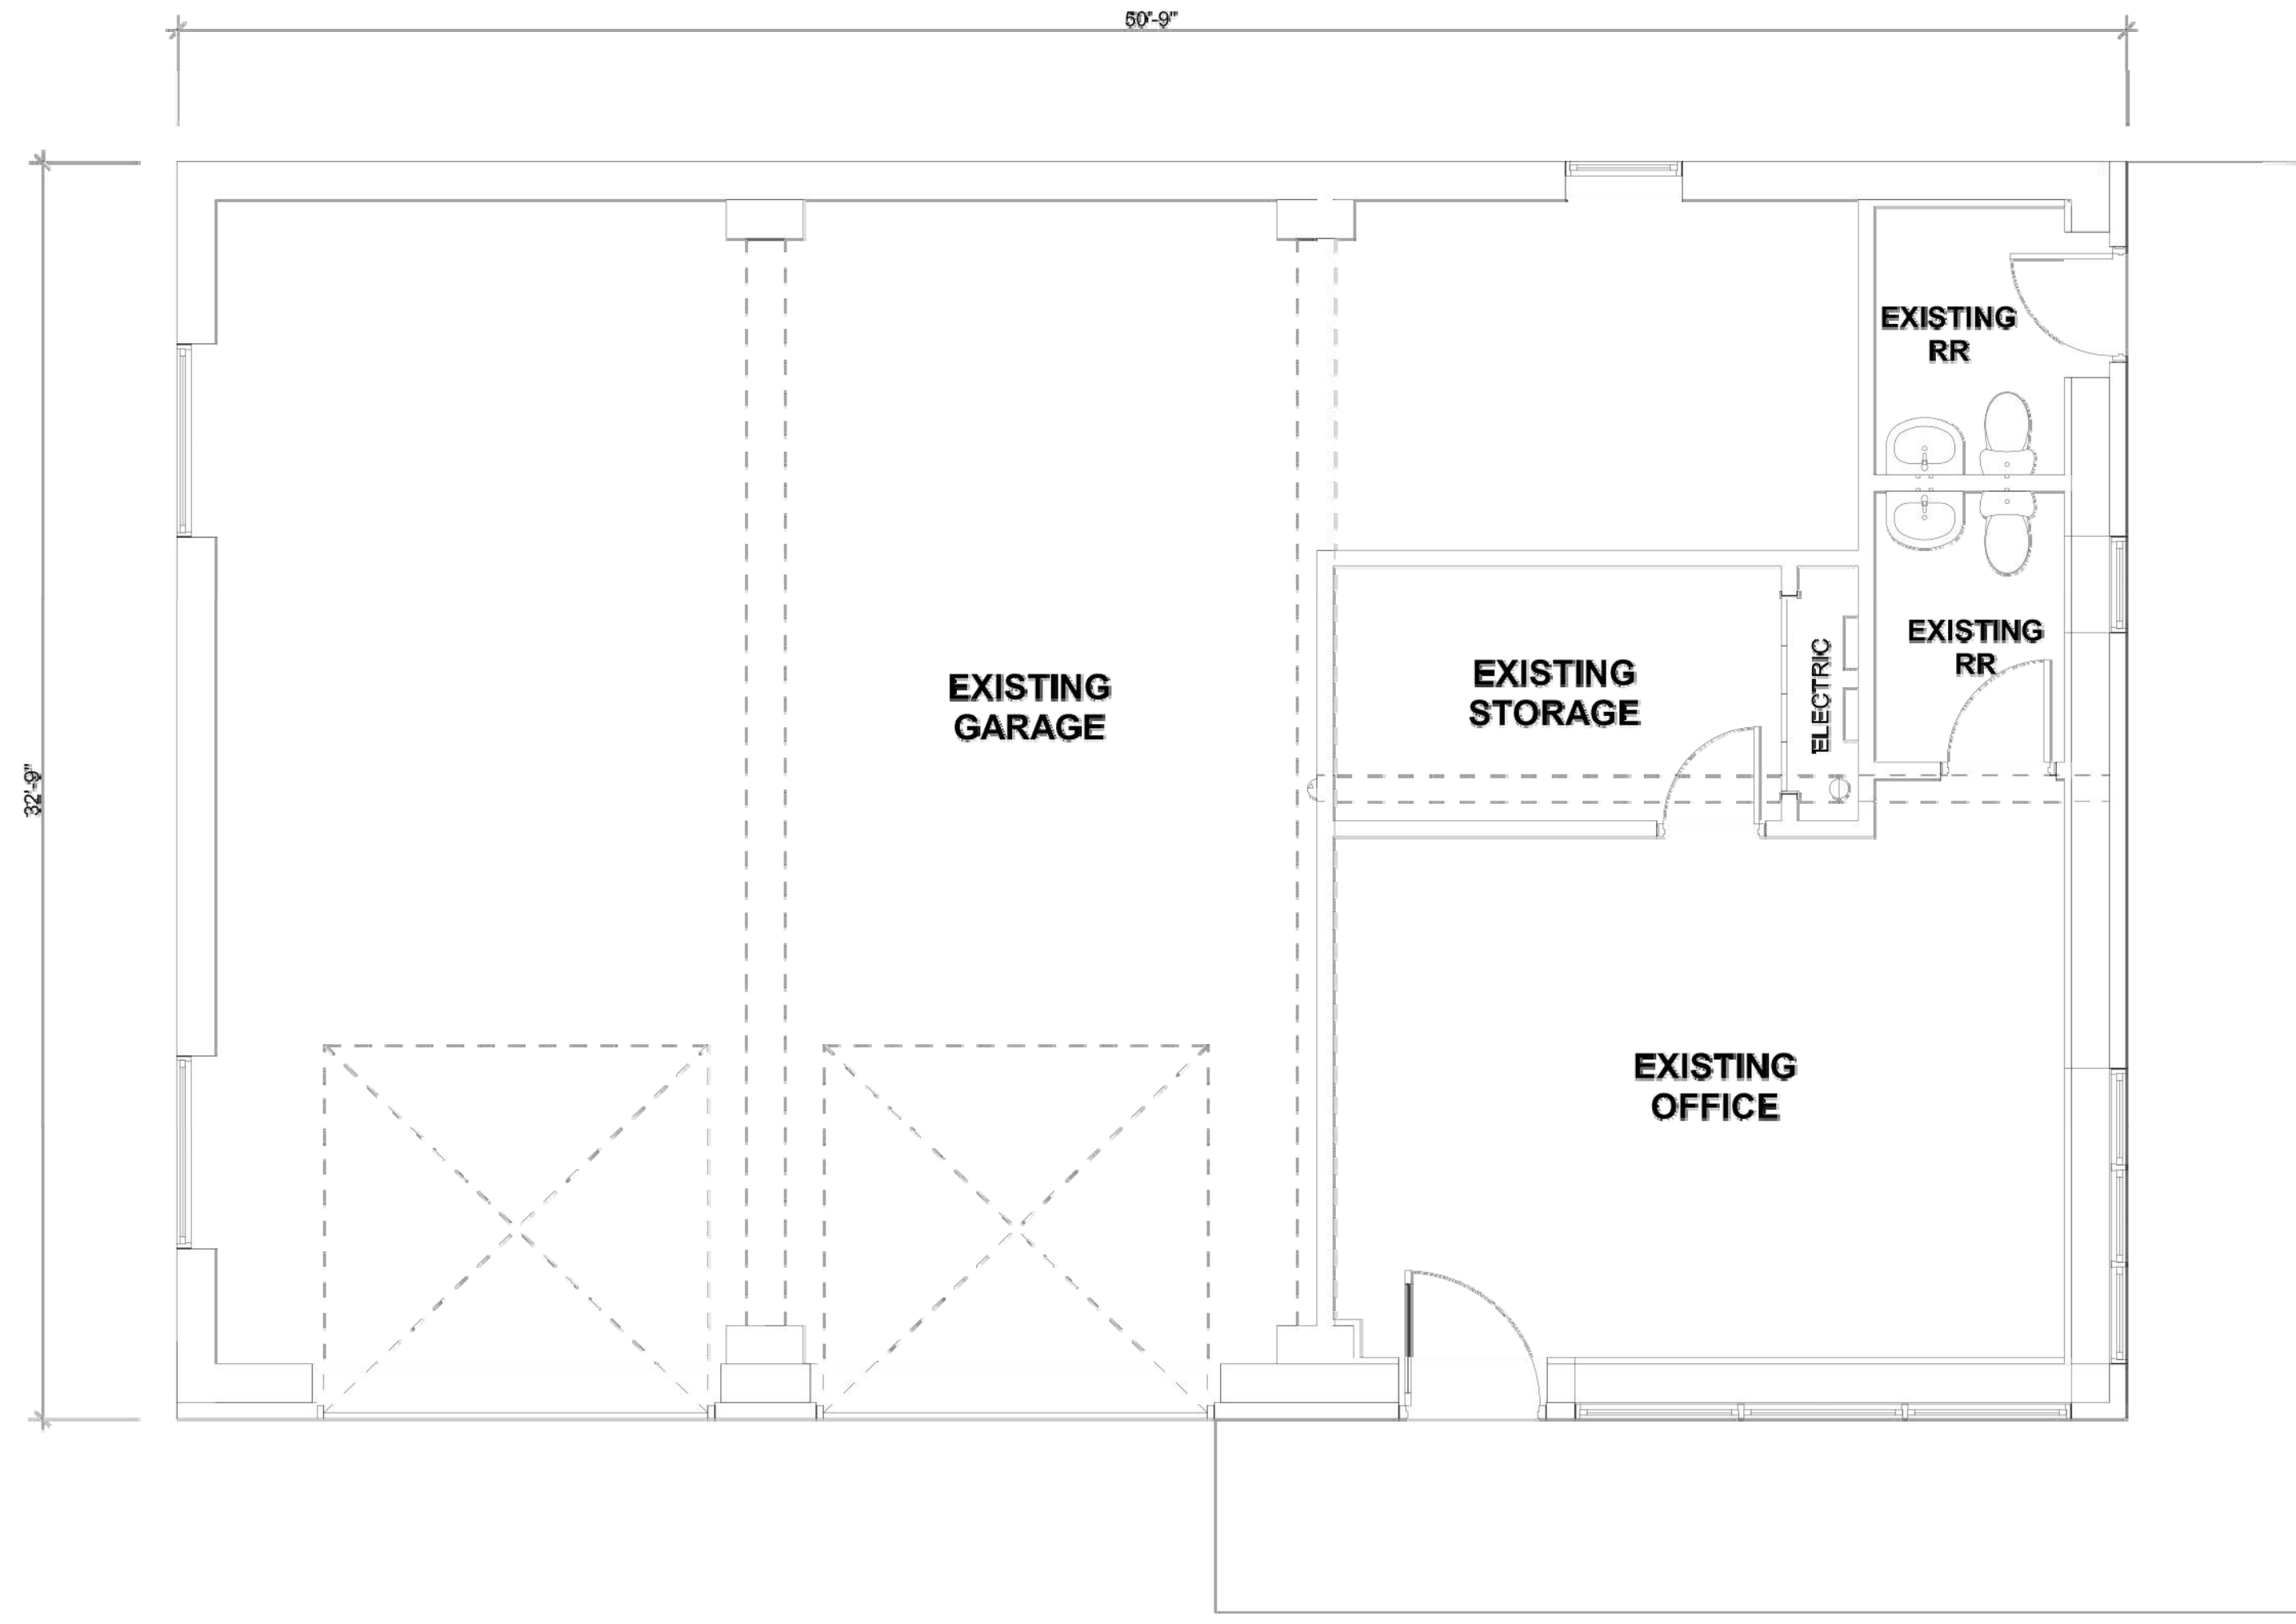 50'-9"
EXISTING
RR
EXISTING
RR
EXISTING
GARAGE
EXISTING
STORAGE
ELECTRIC
32'-9"
EXISTING
OFFICE